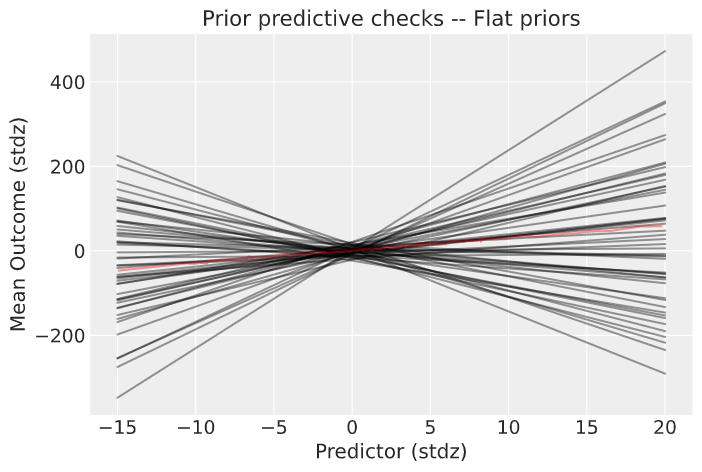 Prior predictive checks -- Flat priors
Mean Outcome (stdz)
400
200
0
−200
−15 −10 −5 0 5 10 15 20
Predictor (stdz)